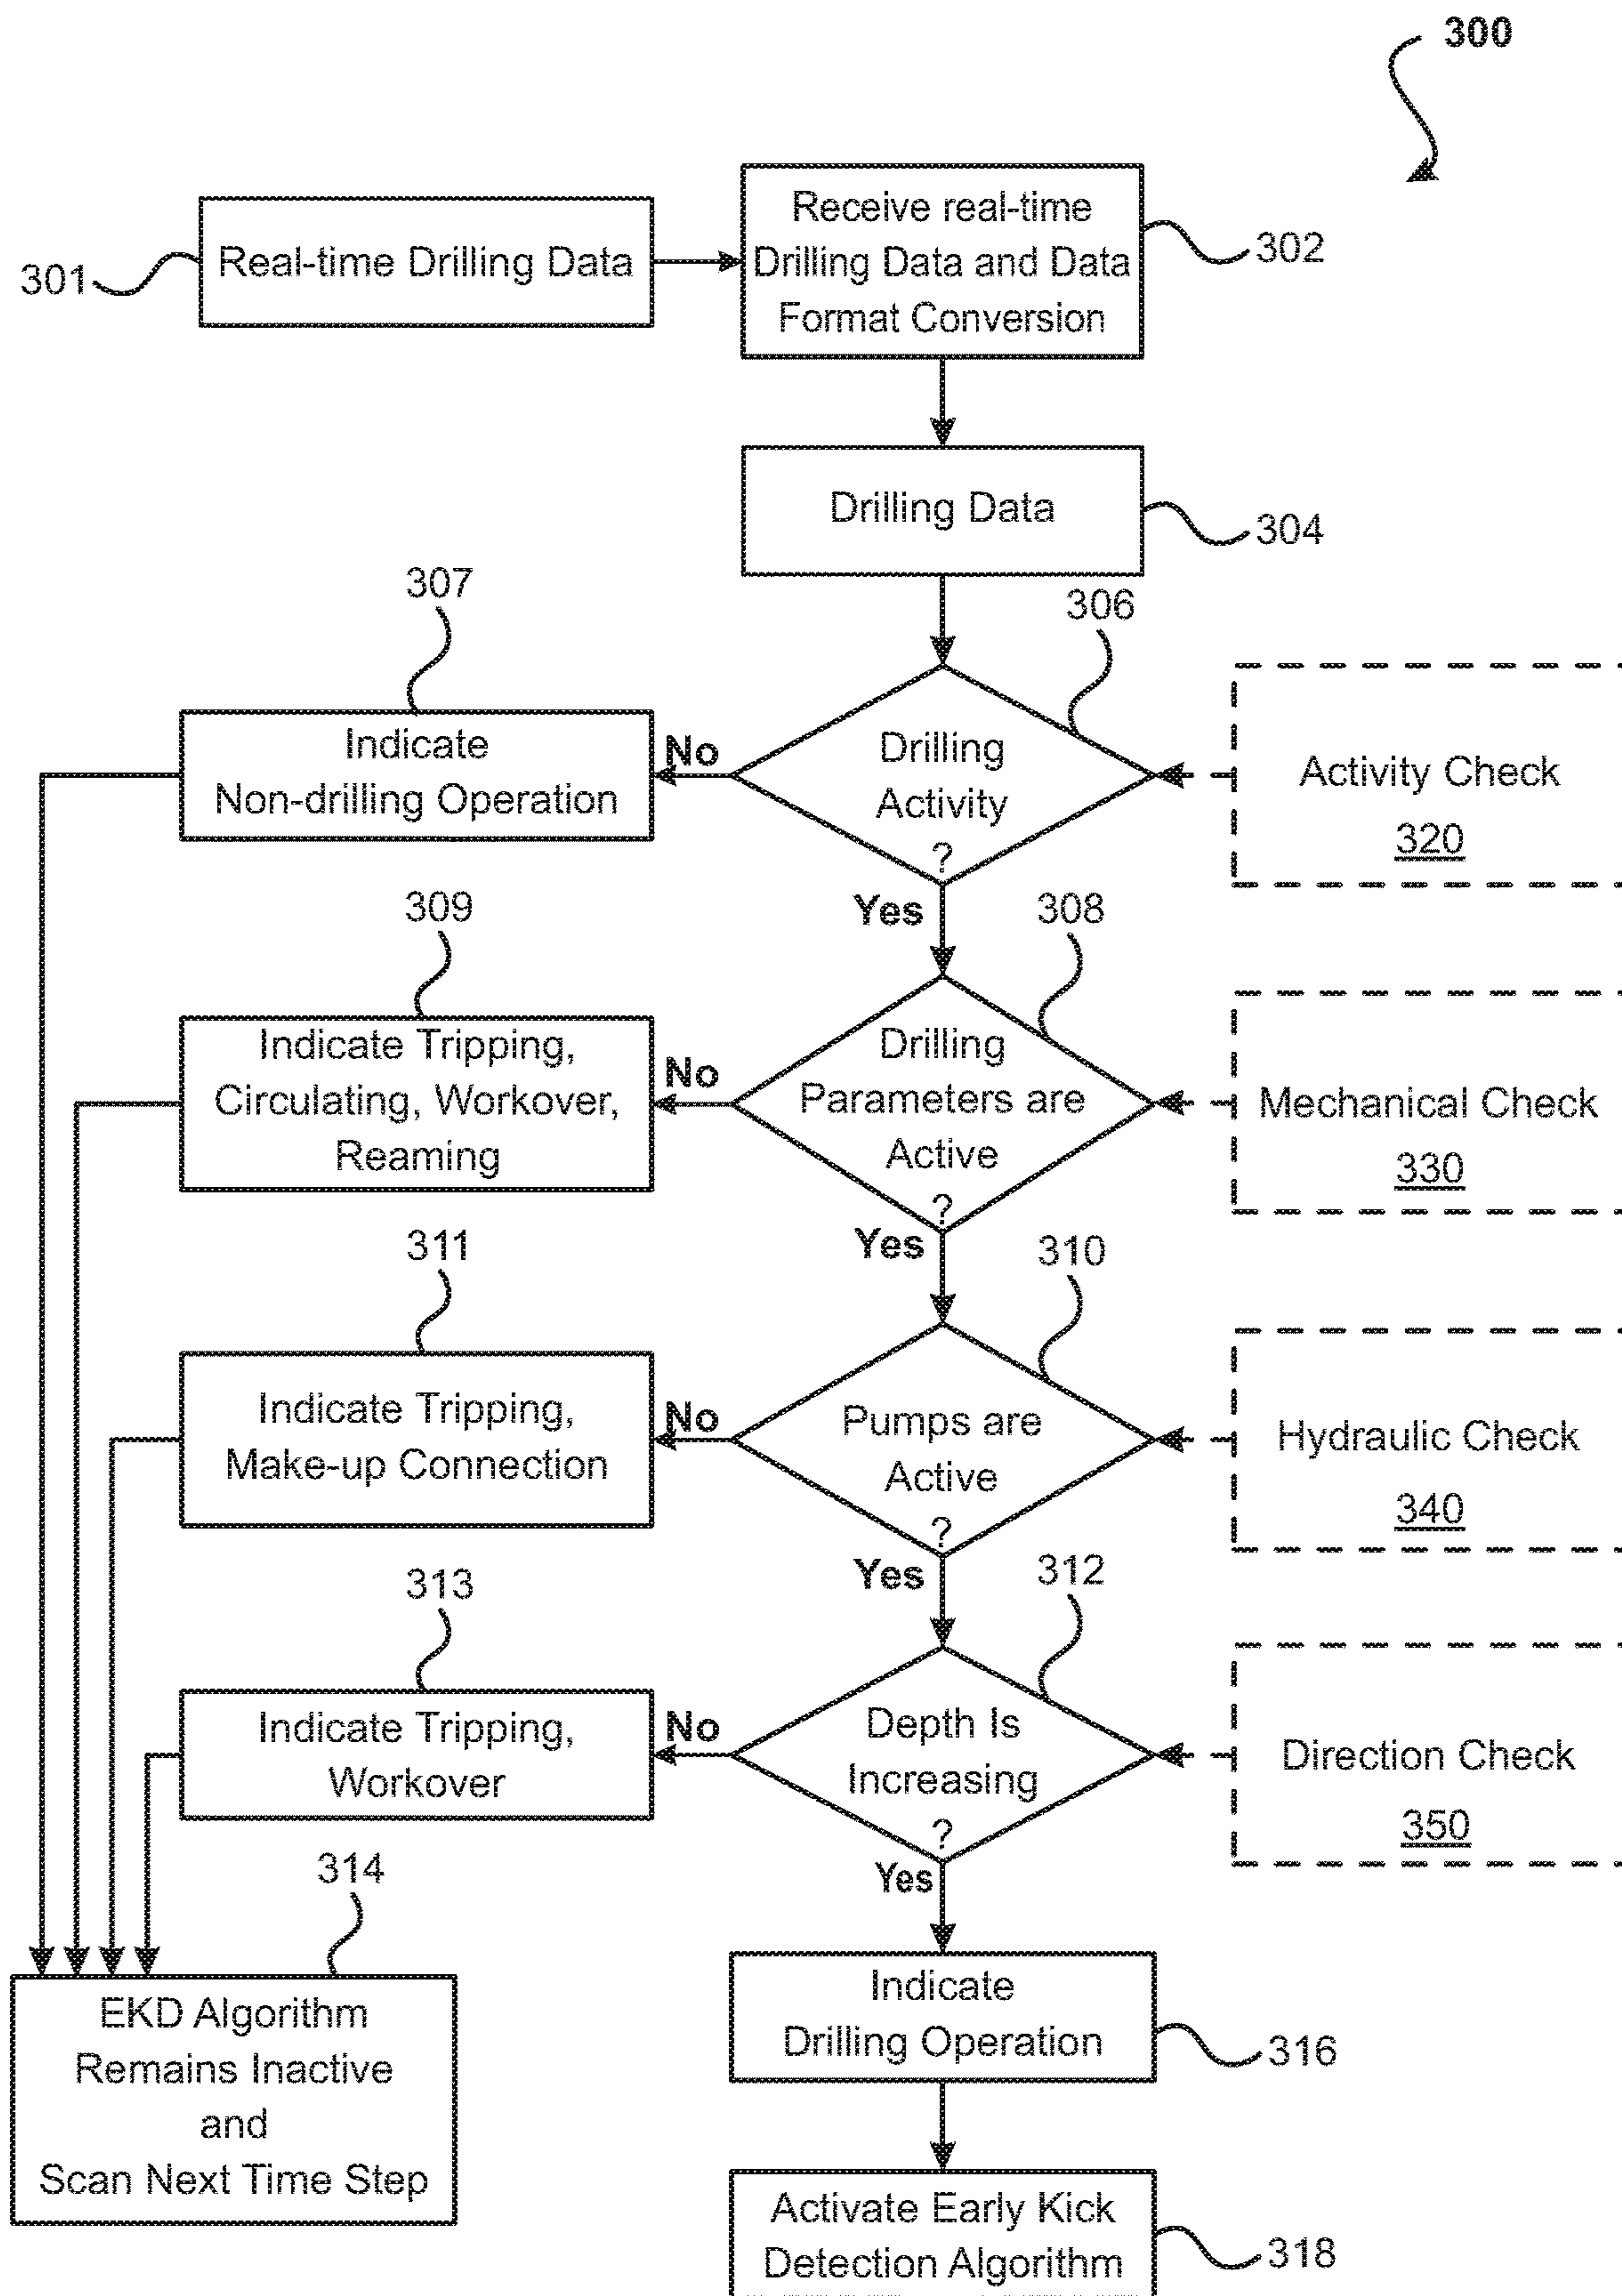 300
Receive real-time
Drilling Data and Data
Format Conversion
302
Real-time Drilling Data
301
Drilling Data
304
307
306
Indicate
Non-drilling Operation
No
Drilling
Activity
?
Activity Check
320
Yes
309
308
Indicate Tripping,
Circulating, Workover,
Reaming
No
Drilling
Parameters are
Active
?
Mechanical Check
330
Yes
311
310
Indicate Tripping,
Make-up Connection
No
Pumps are
Active
?
Hydraulic Check
340
Yes
313
312
Indicate Tripping,
Workover
No
Depth Is
Increasing
?
Direction Check
350
Yes
314
EKD Algorithm
Remains Inactive
and
Scan Next Time Step
Indicate
Drilling Operation
316
Activate Early Kick
Detection Algorithm
318